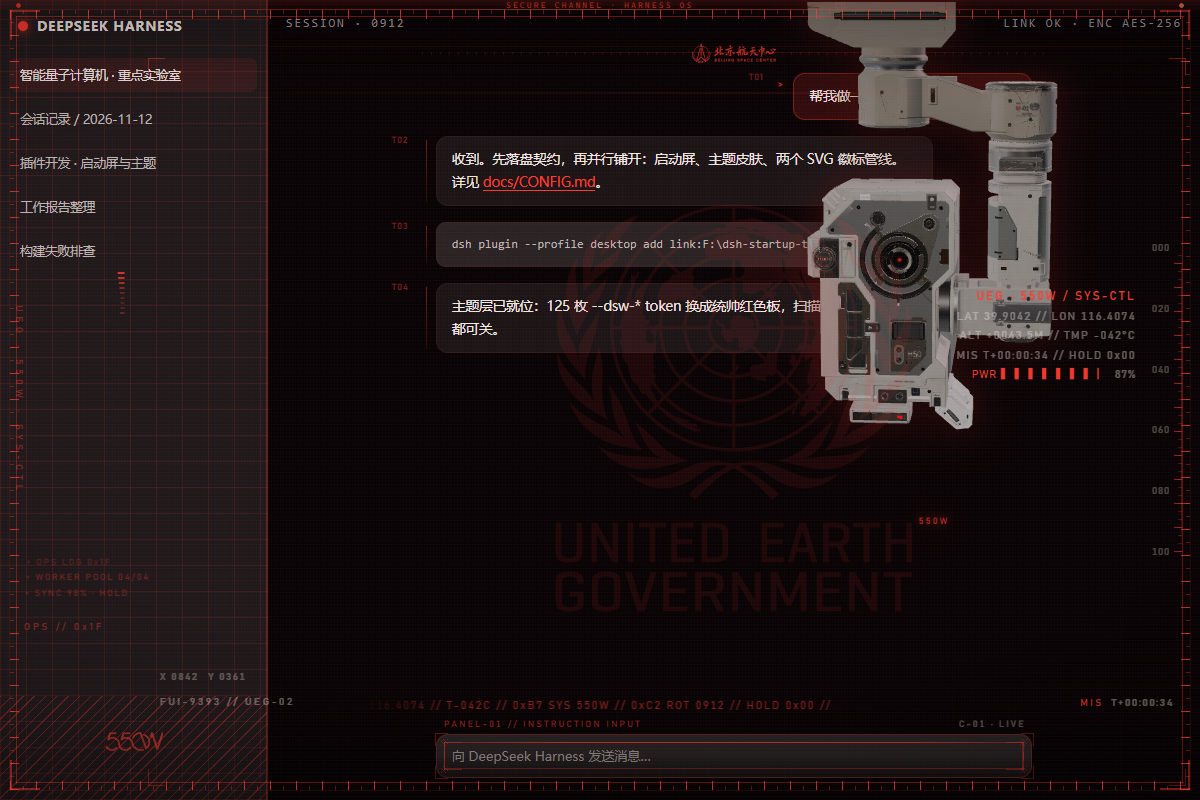 SECURE CHANNEL · HARNESS OS
DEEPSEEK HARNESS
SESSION · 0912
LINK OK · ENC AES-256
北京航天中心
BEIJING SPACE CENTER
智能量子计算机 · 重点实验室
会话记录 / 2026-11-12
插件开发 · 启动屏与主题
工作报告整理
构建失败排查
T01
帮我做一
T02
收到。先落盘契约，再并行铺开：启动屏、主题皮肤、两个 SVG 徽标管线。
详见 docs/CONFIG.md。
T03
dsh plugin --profile desktop add link:F:\dsh-startup-t
T04
主题层已就位：125 枚 --dsw-* token 换成统帅红色板，扫描
都可关。
H50
000
020
040
060
080
100
UEG 550W / SYS-CTL
LAT 39.9042 // LON 116.4074
ALT +0043.5M // TMP -042°C
MIS T+00:00:34 // HOLD 0x00
PWR 87%
550W
UNITED EARTH
GOVERNMENT
UEG // 550W // SYS-CTL
OPS LOG 0x1F
WORKER POOL 04/04
SYNC 98% · HOLD
OPS // 0x1F
X 0842 Y 0361
FUI-9393 // UEG-02
550W
116.4074 // T-042C // 0xB7 SYS 550W // 0xC2 ROT 0912 // HOLD 0x00 //
MIS T+00:00:34
PANEL-01 // INSTRUCTION INPUT
C-01 · LIVE
向 DeepSeek Harness 发送消息...